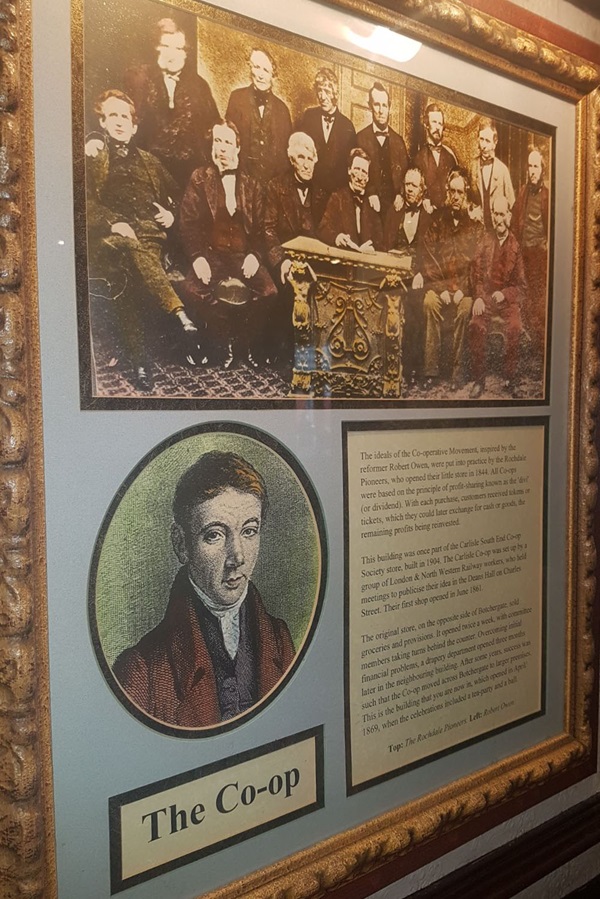 The ideals of the Co-operative Movement, inspired by the
reformer Robert Owen, were put into practice by the Rochdale
Pioneers, who opened their little store in 1844. All Co-ops
were based on the principle of profit-sharing known as the 'divi'
(or dividend). With each purchase, customers received tokens or
tickets, which they could later exchange for cash or goods, the
remaining profits being reinvested.
This building was once part of the Carlisle South End Co-op
Society store, built in 1904. The Carlisle Co-op was set up by a
group of London & North Western Railway workers, who held
meetings to publicise their idea in the Deans Hall on Charles
Street. Their first shop opened in June 1861.
The original store, on the opposite side of Botchergate, sold
groceries and provisions. It opened twice a week, with committee
members taking turns behind the counter. Overcoming initial
financial problems, a drapery department opened three months
later in the neighbouring building. After some years, success was
such that the Co-op moved across Botchergate to larger premises.
This is the building that you are now in, which opened in April
1869, when the celebrations included a tea-party and a ball.
Top: The Rochdale Pioneers. Left: Robert Owen
The Co-op